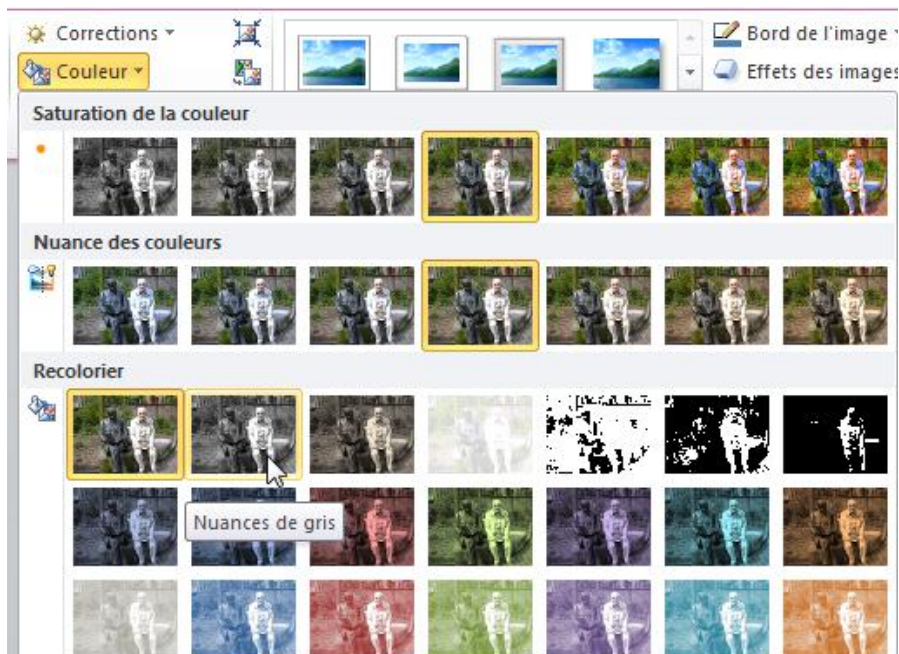 Corrections
Bord de l'image
Couleur
Effets des images
Saturation de la couleur
Nuance des couleurs
Recolorier
Nuances de gris